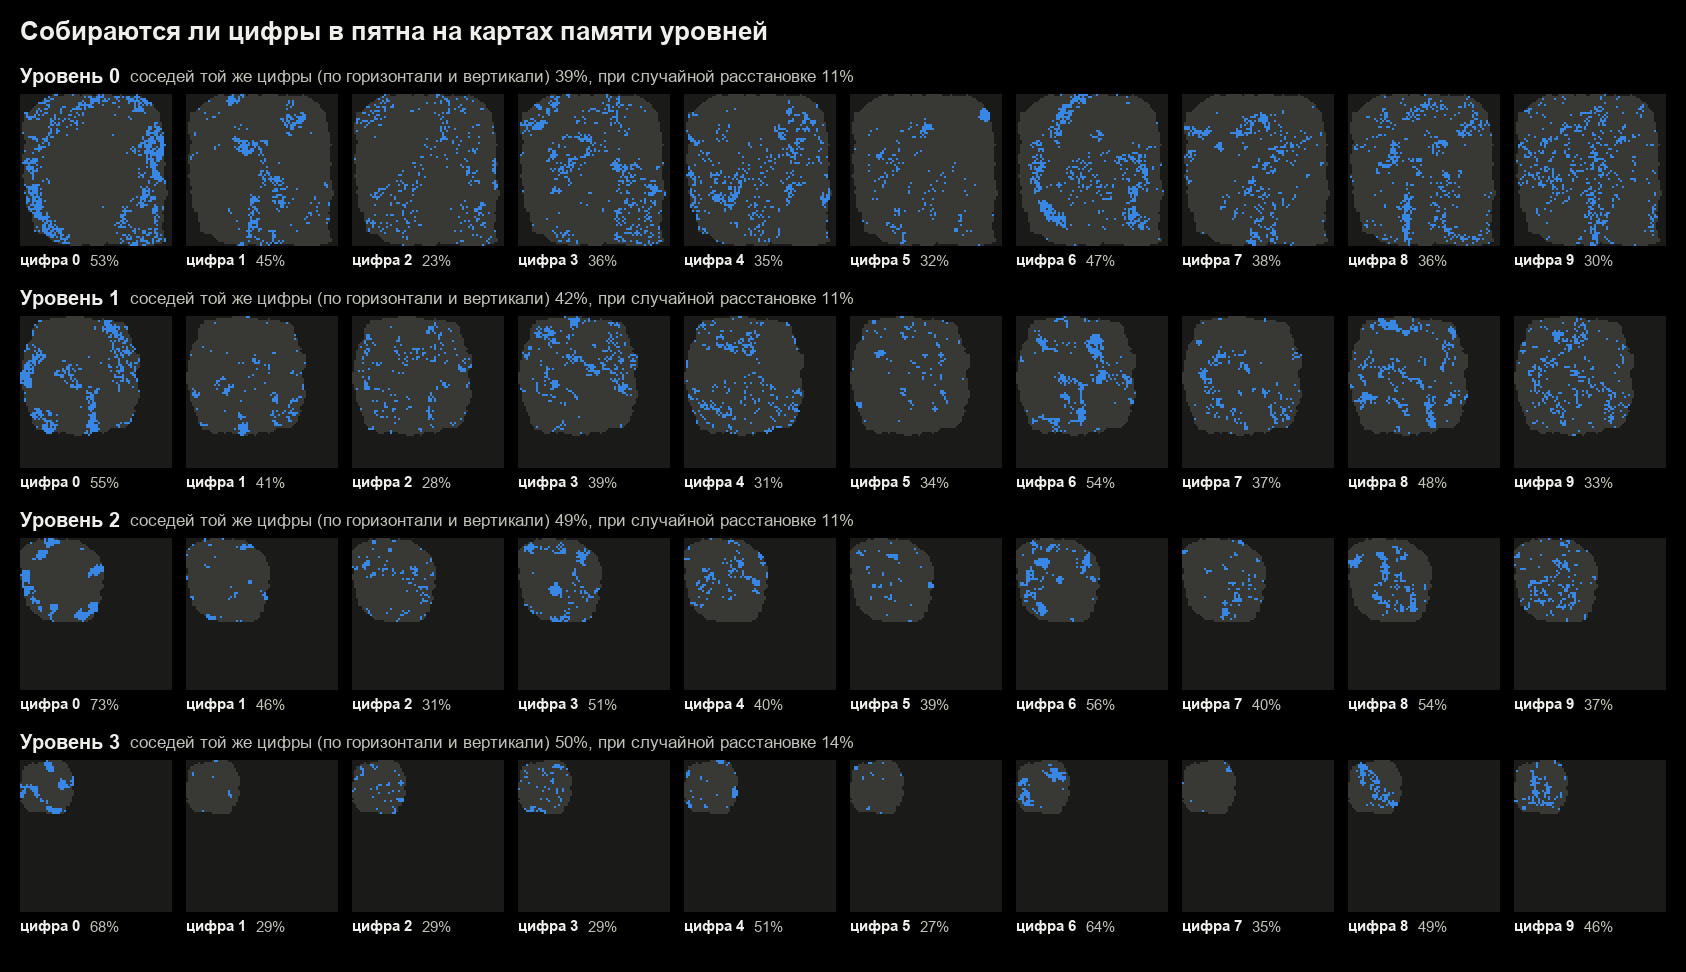 Собираются ли цифры в пятна на картах памяти уровней
Уровень 0 соседей той же цифры (по горизонтали и вертикали) 39%, при случайной расстановке 11%
цифра 0 53% цифра 1 45% цифра 2 23% цифра 3 36% цифра 4 35% цифра 5 32% цифра 6 47% цифра 7 38% цифра 8 36% цифра 9 30%
Уровень 1 соседей той же цифры (по горизонтали и вертикали) 42%, при случайной расстановке 11%
цифра 0 55% цифра 1 41% цифра 2 28% цифра 3 39% цифра 4 31% цифра 5 34% цифра 6 54% цифра 7 37% цифра 8 48% цифра 9 33%
Уровень 2 соседей той же цифры (по горизонтали и вертикали) 49%, при случайной расстановке 11%
цифра 0 73% цифра 1 46% цифра 2 31% цифра 3 51% цифра 4 40% цифра 5 39% цифра 6 56% цифра 7 40% цифра 8 54% цифра 9 37%
Уровень 3 соседей той же цифры (по горизонтали и вертикали) 50%, при случайной расстановке 14%
цифра 0 68% цифра 1 29% цифра 2 29% цифра 3 29% цифра 4 51% цифра 5 27% цифра 6 64% цифра 7 35% цифра 8 49% цифра 9 46%